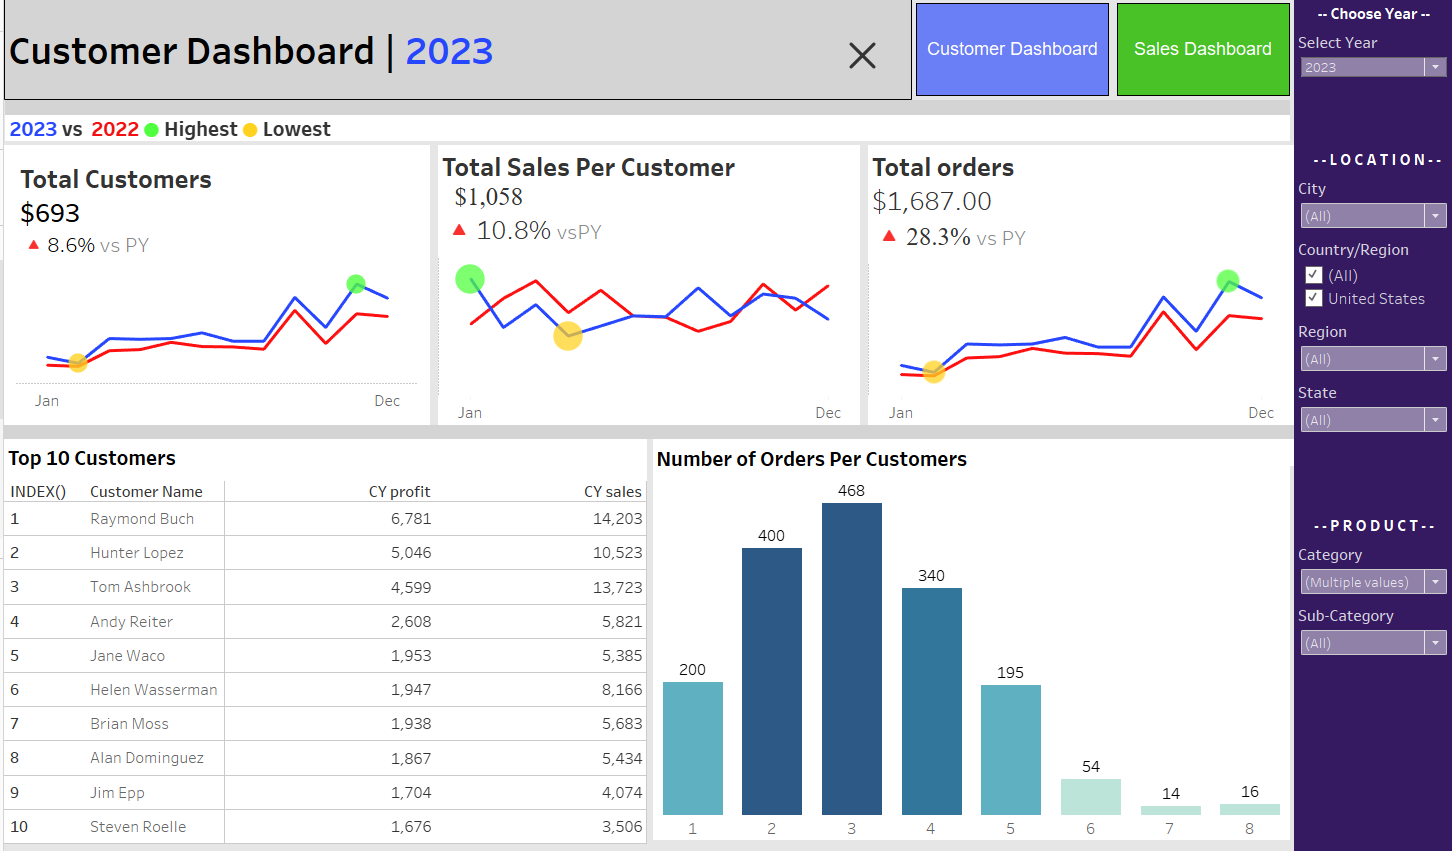 Customer Dashboard | 2023
Customer Dashboard
Sales Dashboard
2023 vs 2022 Highest Lowest
Total Customers
$693
8.6% vs PY
Jan Dec
Total Sales Per Customer
$1,058
10.8% vsPY
Jan Dec
Total orders
$1,687.00
28.3% vs PY
Jan Dec
Top 10 Customers
INDEX() Customer Name CY profit CY sales
1 Raymond Buch 6,781 14,203
2 Hunter Lopez 5,046 10,523
3 Tom Ashbrook 4,599 13,723
4 Andy Reiter 2,608 5,821
5 Jane Waco 1,953 5,385
6 Helen Wasserman 1,947 8,166
7 Brian Moss 1,938 5,683
8 Alan Dominguez 1,867 5,434
9 Jim Epp 1,704 4,074
10 Steven Roelle 1,676 3,506
Number of Orders Per Customers
200 400 468 340 195 54 14 16
1 2 3 4 5 6 7 8
-- Choose Year --
Select Year
2023
--LOCATION--
City
(All)
Country/Region
(All)
United States
Region
(All)
State
(All)
--PRODUCT--
Category
(Multiple values)
Sub-Category
(All)